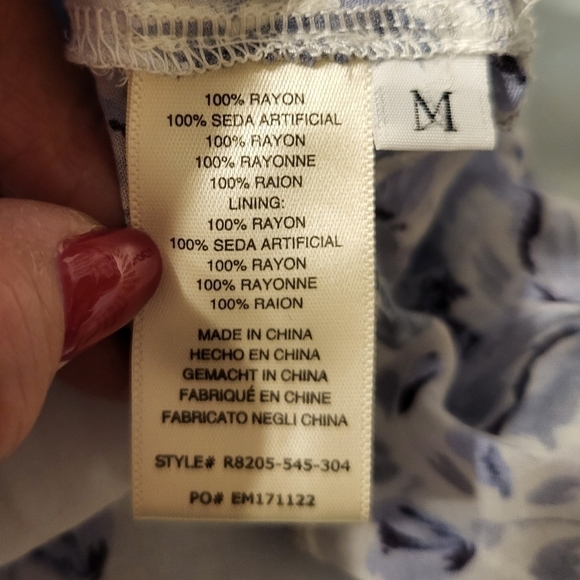 100% RAYON
100% SEDA ARTIFICIAL
100% RAYON
100% RAYONNE
100% RAION
LINING:
100% RAYON
100% SEDA ARTIFICIAL
100% RAYON
100% RAYONNE
100% RAION
MADE IN CHINA
HECHO EN CHINA
GEMACHT IN CHINA
FABRIQUÉ EN CHINE
FABRICATO NEGLI CHINA
STYLE# R8205-545-304
PO# EM171122
M